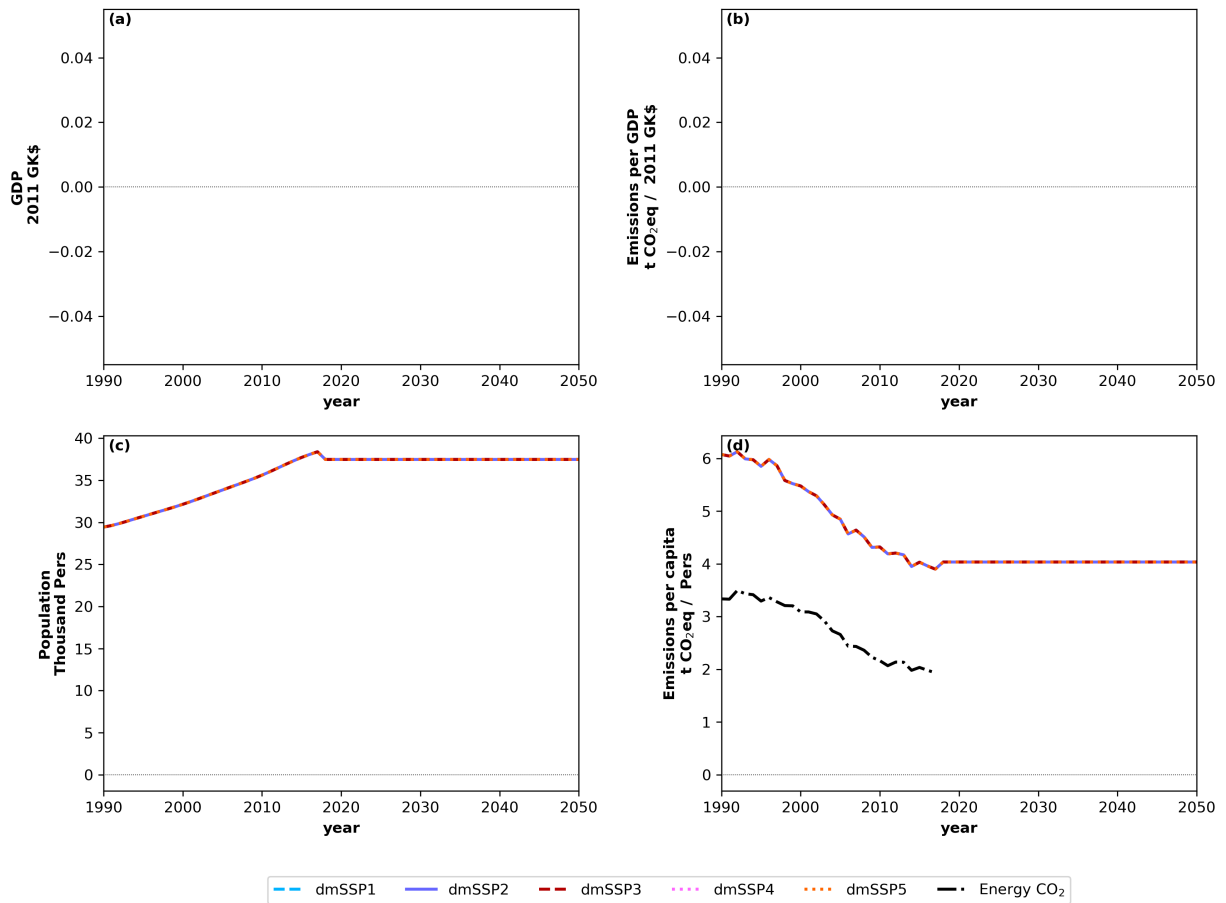 (a)
GDP
2011 GK$
0.04
0.02
0.00
−0.02
−0.04
1990 2000 2010 2020 2030 2040 2050
year
(b)
Emissions per GDP
t CO₂eq / 2011 GK$
0.04
0.02
0.00
−0.02
−0.04
1990 2000 2010 2020 2030 2040 2050
year
(c)
Population
Thousand Pers
40
35
30
25
20
15
10
5
0
1990 2000 2010 2020 2030 2040 2050
year
(d)
Emissions per capita
t CO₂eq / Pers
6
5
4
3
2
1
0
1990 2000 2010 2020 2030 2040 2050
year
dmSSP1 dmSSP2 dmSSP3 dmSSP4 dmSSP5 Energy CO₂